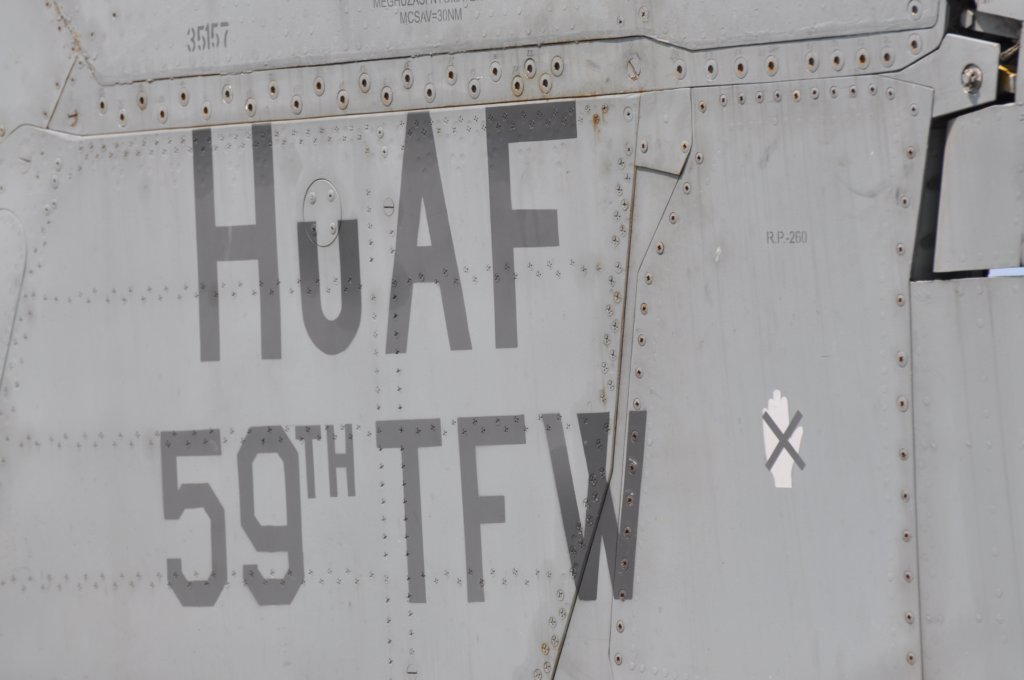 35157
MCSAV=30NM
HuAF
R.P.-260
59TH TFW